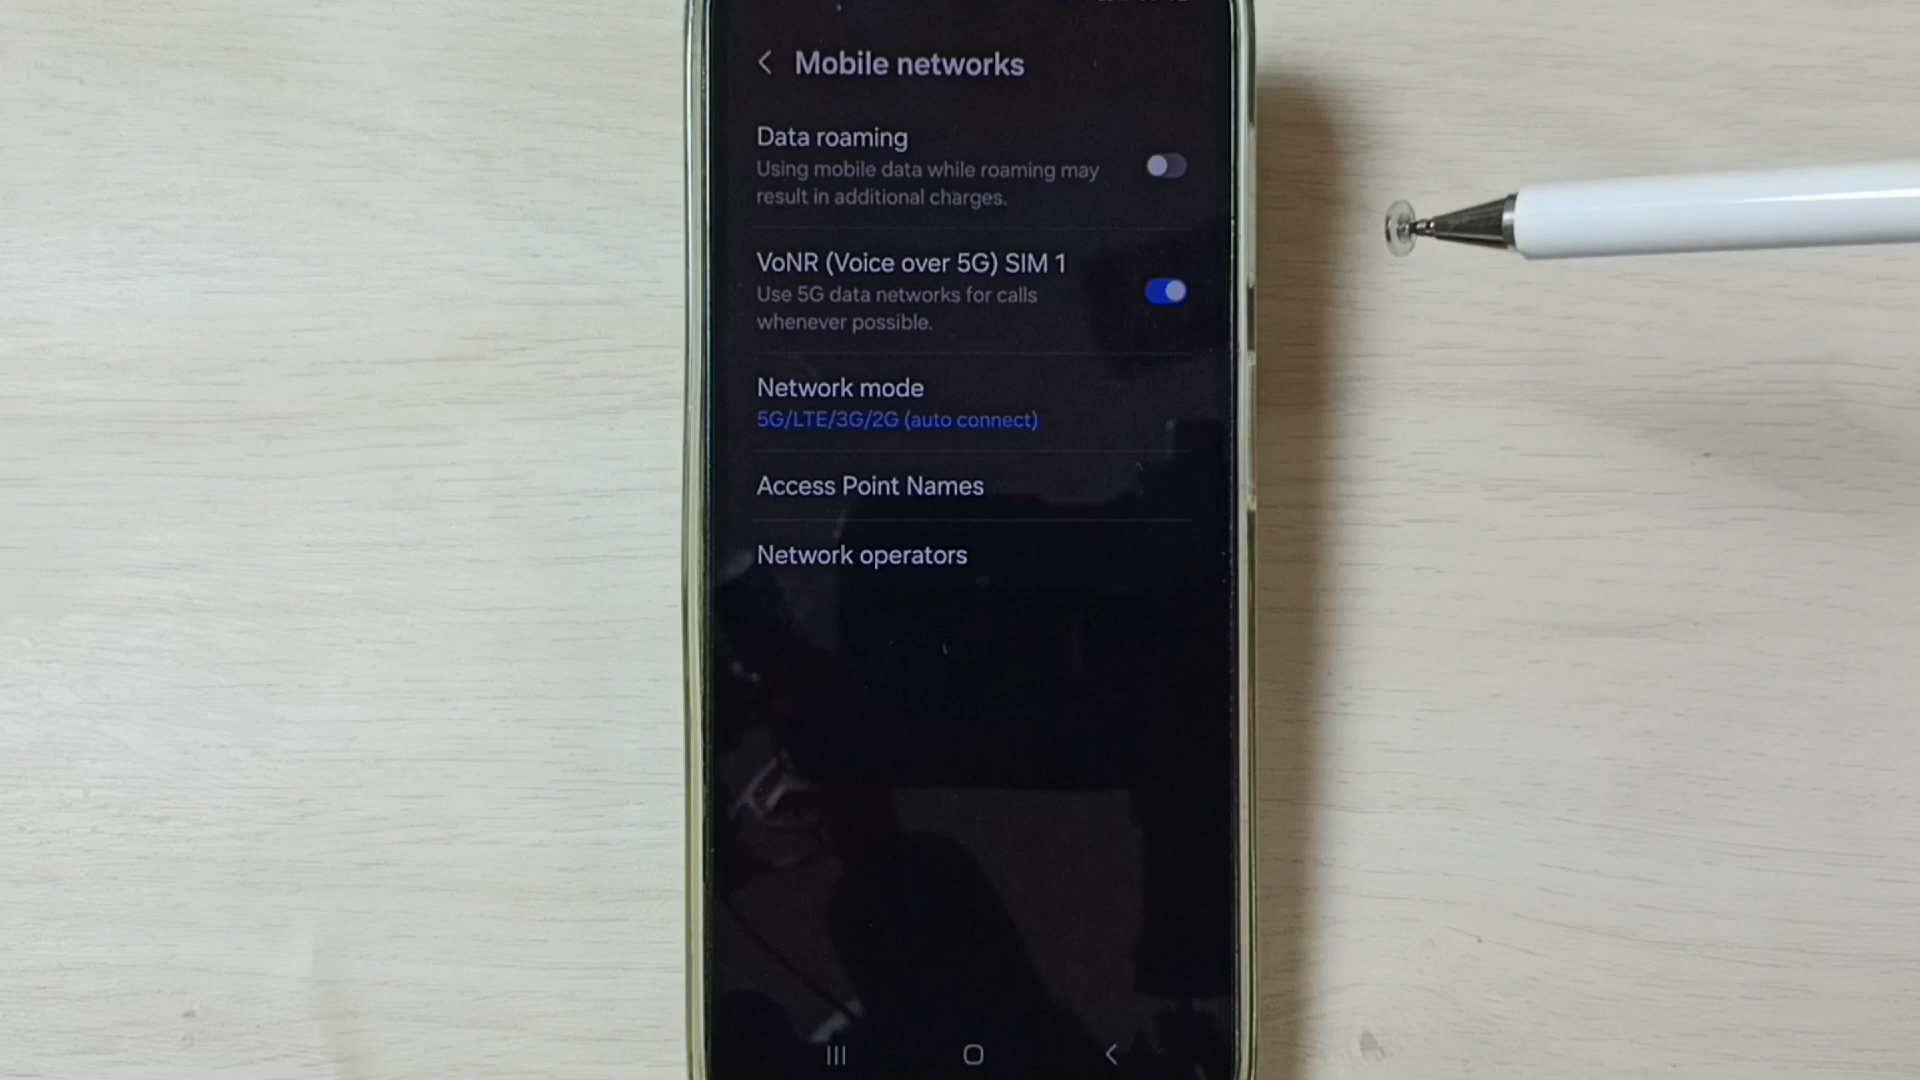 Mobile networks
Data roaming
Using mobile data while roaming may
result in additional charges.
VoNR (Voice over 5G) SIM 1
Use 5G data networks for calls
whenever possible.
Network mode
5G/LTE/3G/2G (auto connect)
Access Point Names
Network operators